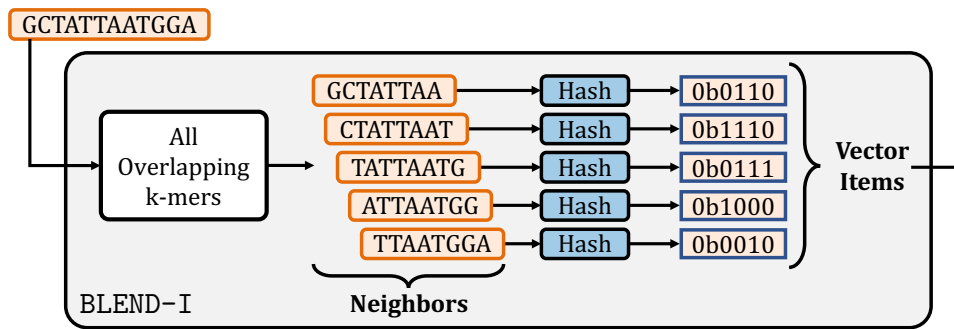 GCTATTAATGGA
All
Overlapping
k-mers
GCTATTAA Hash 0b0110
CTATTAAT Hash 0b1110
TATTAATG Hash 0b0111
ATTAATGG Hash 0b1000
TTAATGGA Hash 0b0010
Vector
Items
Neighbors
BLEND-I